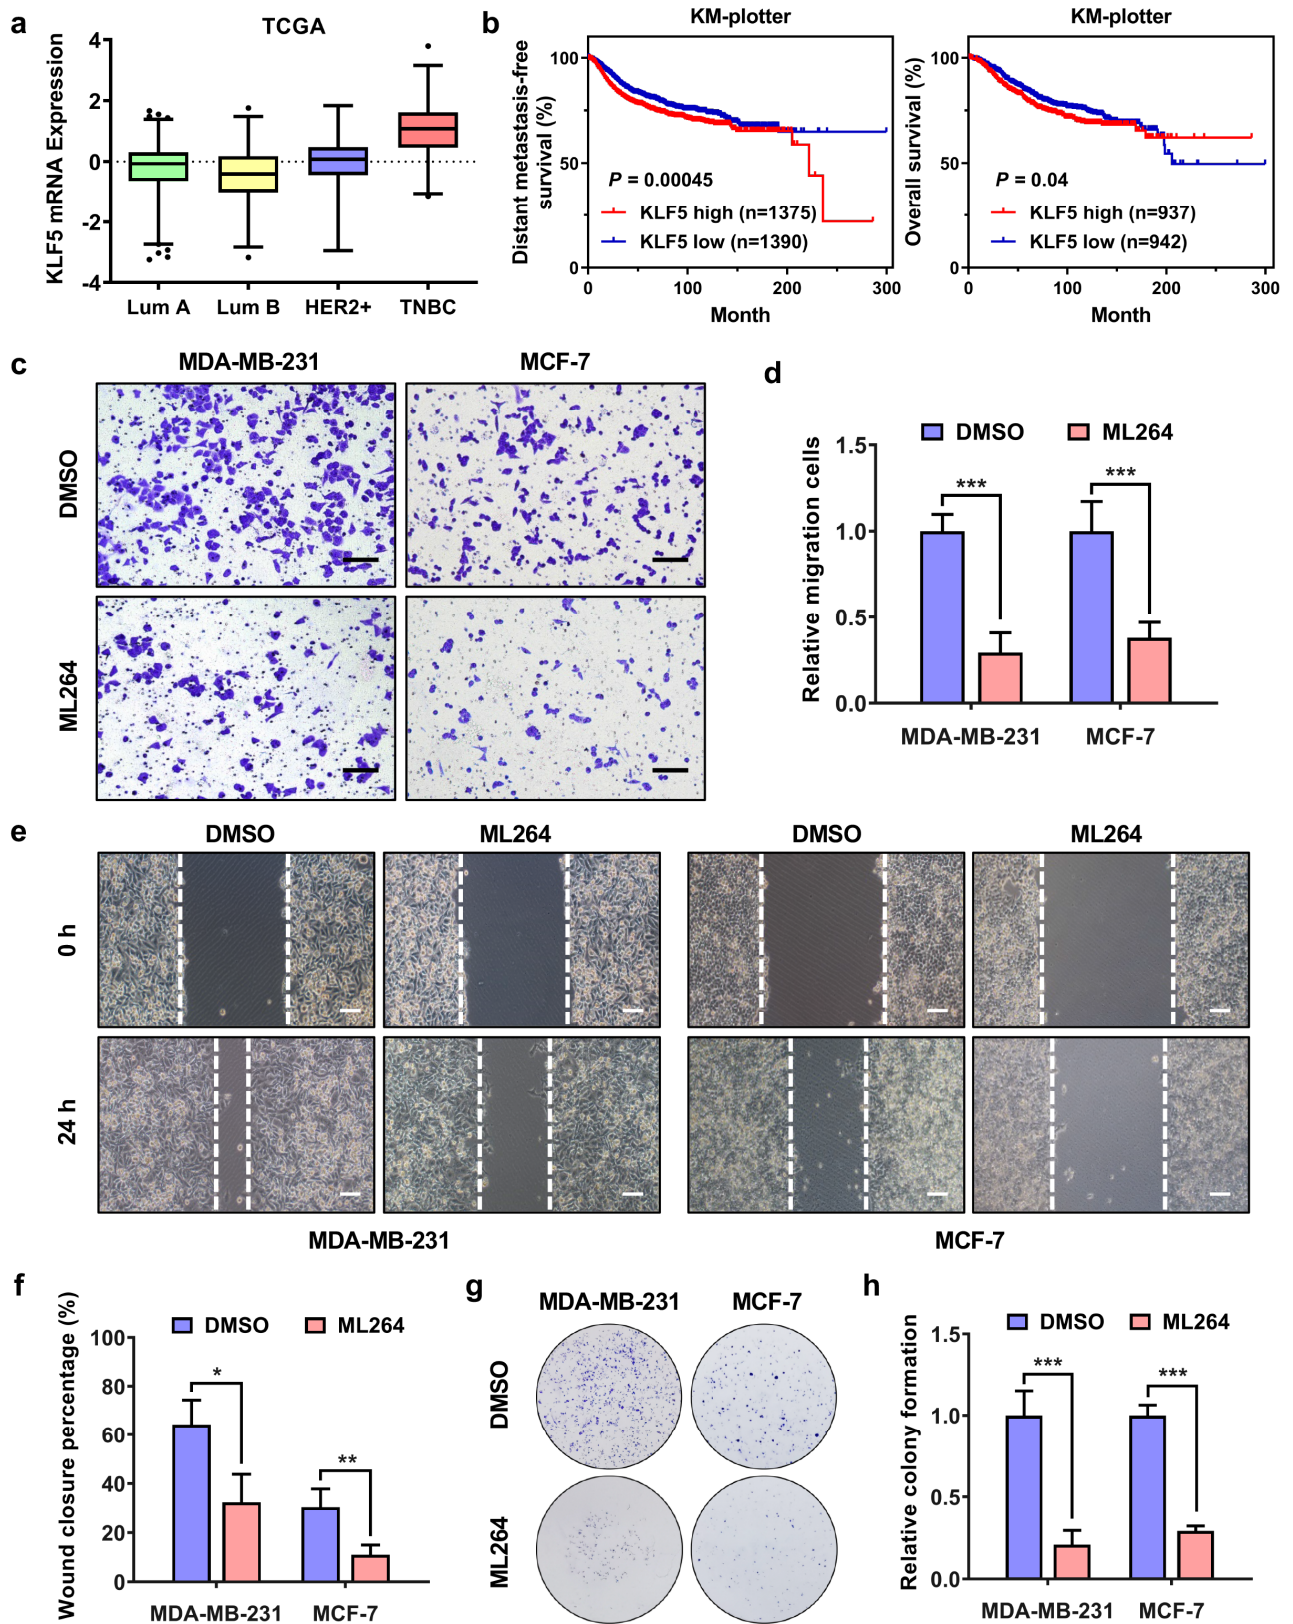 a
TCGA
KLF5 mRNA Expression
4
2
0
-2
-4
Lum A
Lum B
HER2+
TNBC
b
KM-plotter
Distant metastasis-free
survival (%)
100
50
0
P = 0.00045
KLF5 high (n=1375)
KLF5 low (n=1390)
0
100
200
300
Month
KM-plotter
Overall survival (%)
100
50
0
P = 0.04
KLF5 high (n=937)
KLF5 low (n=942)
0
100
200
300
Month
c
MDA-MB-231
MCF-7
DMSO
ML264
d
DMSO
ML264
Relative migration cells
1.5
1.0
0.5
0.0
***
***
MDA-MB-231
MCF-7
e
DMSO
ML264
DMSO
ML264
0 h
24 h
MDA-MB-231
MCF-7
f
DMSO
ML264
Wound closure percentage (%)
100
80
60
40
20
0
*
**
MDA-MB-231
MCF-7
g
MDA-MB-231
MCF-7
DMSO
ML264
h
DMSO
ML264
Relative colony formation
1.5
1.0
0.5
0.0
***
***
MDA-MB-231
MCF-7